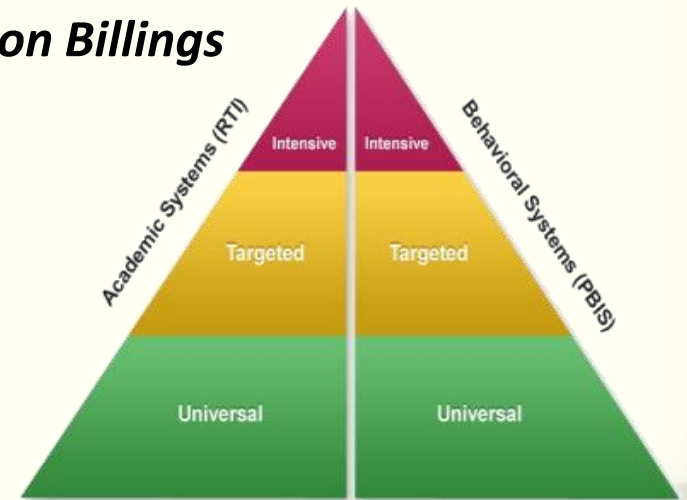 on Billings
Academic Systems (RTI)
Behavioral Systems (PBIS)
Intensive
Intensive
Targeted
Targeted
Universal
Universal